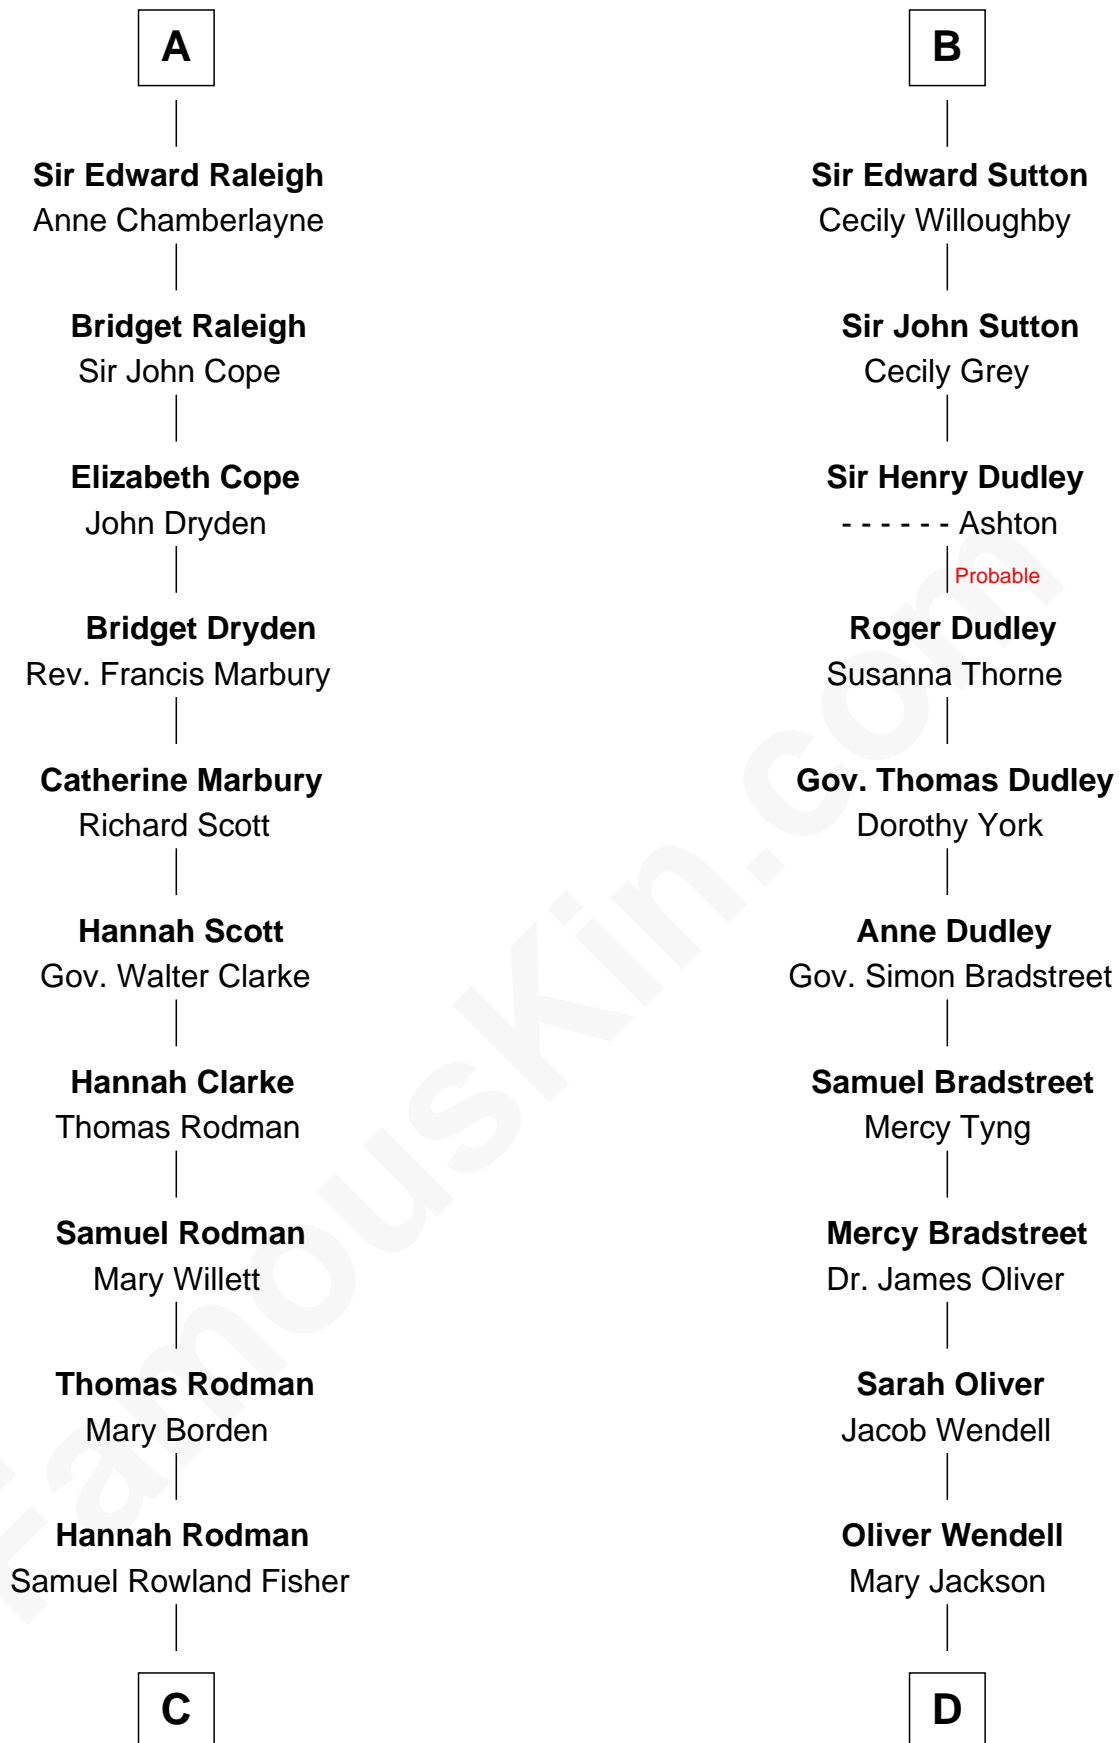 A
Sir Edward Raleigh
Anne Chamberlayne
Bridget Raleigh
Sir John Cope
Elizabeth Cope
John Dryden
Bridget Dryden
Rev. Francis Marbury
Catherine Marbury
Richard Scott
Hannah Scott
Gov. Walter Clarke
Hannah Clarke
Thomas Rodman
Samuel Rodman
Mary Willett
Thomas Rodman
Mary Borden
Hannah Rodman
Samuel Rowland Fisher
C
B
Sir Edward Sutton
Cecily Willoughby
Sir John Sutton
Cecily Grey
Sir Henry Dudley
- - - - - - Ashton
Probable
Roger Dudley
Susanna Thorne
Gov. Thomas Dudley
Dorothy York
Anne Dudley
Gov. Simon Bradstreet
Samuel Bradstreet
Mercy Tyng
Mercy Bradstreet
Dr. James Oliver
Sarah Oliver
Jacob Wendell
Oliver Wendell
Mary Jackson
D
FamousKin.com